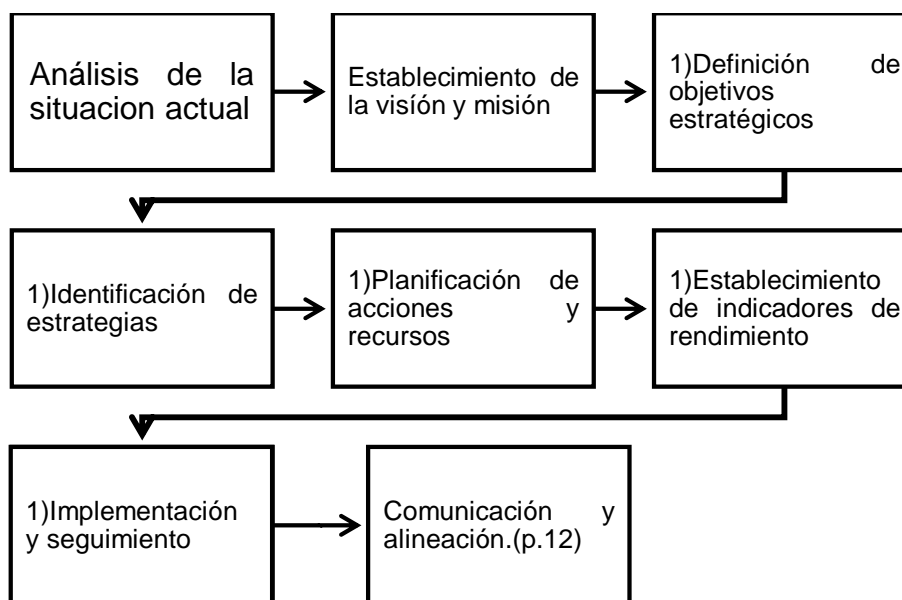 Análisis de la
situacion actual
Establecimiento de
la visíón y misión
1)Definición de
objetivos
estratégicos
1)Identificación de
estrategias
1)Planificación de
acciones y
recursos
1)Establecimiento
de indicadores de
rendimiento
1)Implementación
y seguimiento
Comunicación y
alineación.(p.12)